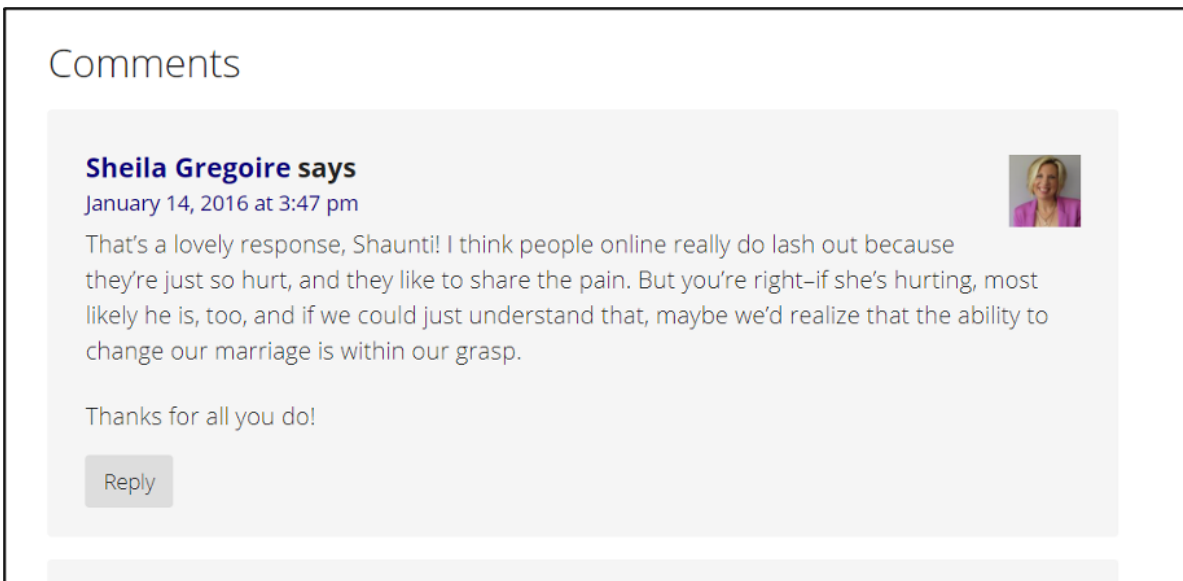 Comments
Sheila Gregoire says
January 14, 2016 at 3:47 pm
That’s a lovely response, Shaunti! I think people online really do lash out because
they’re just so hurt, and they like to share the pain. But you’re right–if she’s hurting, most
likely he is, too, and if we could just understand that, maybe we’d realize that the ability to
change our marriage is within our grasp.
Thanks for all you do!
Reply